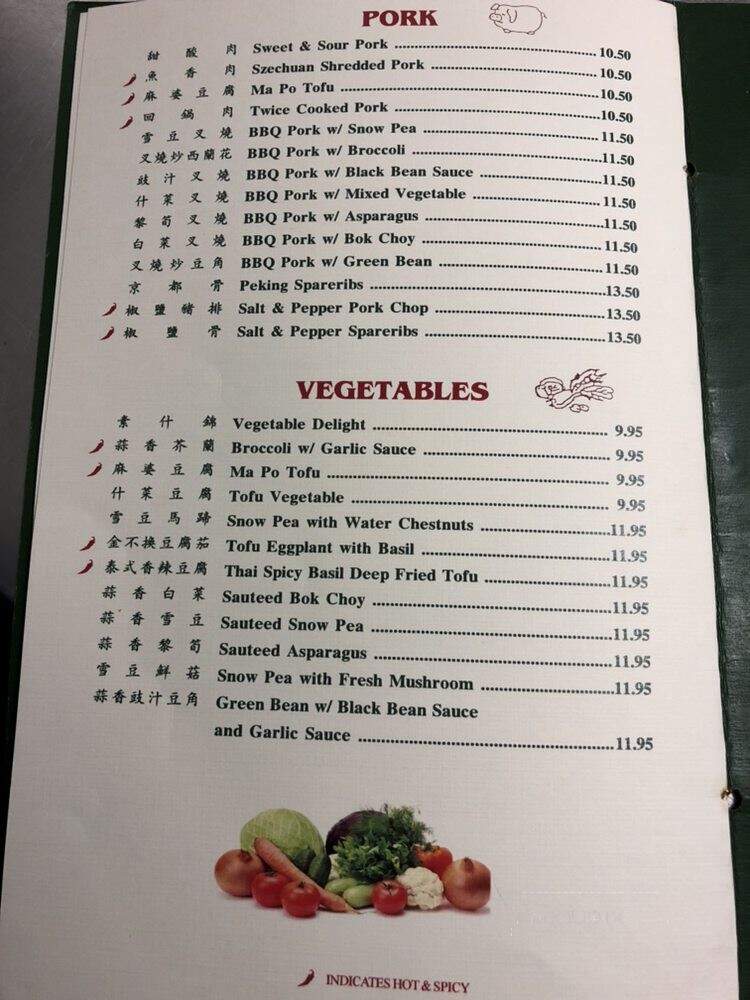 PORK
甜酸肉 Sweet & Sour Pork 10.50
魚香肉 Szechuan Shredded Pork 10.50
麻婆豆腐 Ma Po Tofu 10.50
回鍋肉 Twice Cooked Pork 10.50
雪豆叉燒 BBQ Pork w/ Snow Pea 11.50
叉燒炒西蘭花 BBQ Pork w/ Broccoli 11.50
豉汁叉燒 BBQ Pork w/ Black Bean Sauce 11.50
什菜叉燒 BBQ Pork w/ Mixed Vegetable 11.50
黎筍叉燒 BBQ Pork w/ Asparagus 11.50
白菜叉燒 BBQ Pork w/ Bok Choy 11.50
叉燒炒豆角 BBQ Pork w/ Green Bean 11.50
京都骨 Peking Spareribs 13.50
椒鹽豬排 Salt & Pepper Pork Chop 13.50
椒鹽骨 Salt & Pepper Spareribs 13.50
VEGETABLES
素什錦 Vegetable Delight 9.95
蒜香芥蘭 Broccoli w/ Garlic Sauce 9.95
麻婆豆腐 Ma Po Tofu 9.95
什菜豆腐 Tofu Vegetable 9.95
雪豆馬蹄 Snow Pea with Water Chestnuts 11.95
金不換豆腐茄 Tofu Eggplant with Basil 11.95
泰式香辣豆腐 Thai Spicy Basil Deep Fried Tofu 11.95
蒜香白菜 Sauteed Bok Choy 11.95
蒜香雪豆 Sauteed Snow Pea 11.95
蒜香黎筍 Sauteed Asparagus 11.95
雪豆鮮菇 Snow Pea with Fresh Mushroom 11.95
蒜香豉汁豆角 Green Bean w/ Black Bean Sauce
and Garlic Sauce 11.95
INDICATES HOT & SPICY